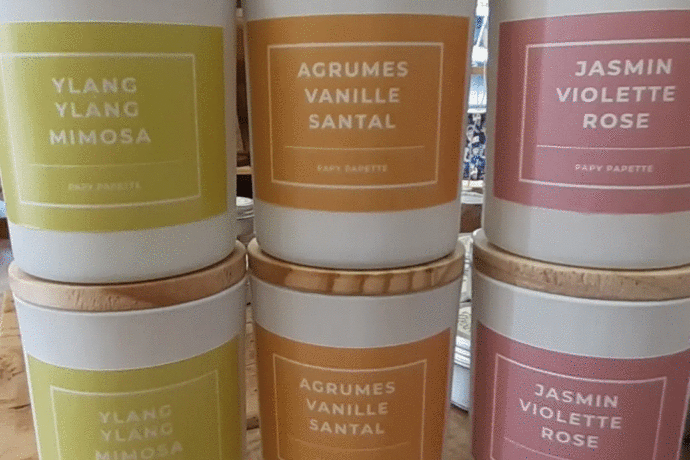 YLANG
YLANG
MIMOSA
PAPY PAPETTE
AGRUMES
VANILLE
SANTAL
PAPY PAPETTE
JASMIN
VIOLETTE
ROSE
PAPY PAPETTE
YLANG
YLANG
MIMOSA
AGRUMES
VANILLE
SANTAL
JASMIN
VIOLETTE
ROSE